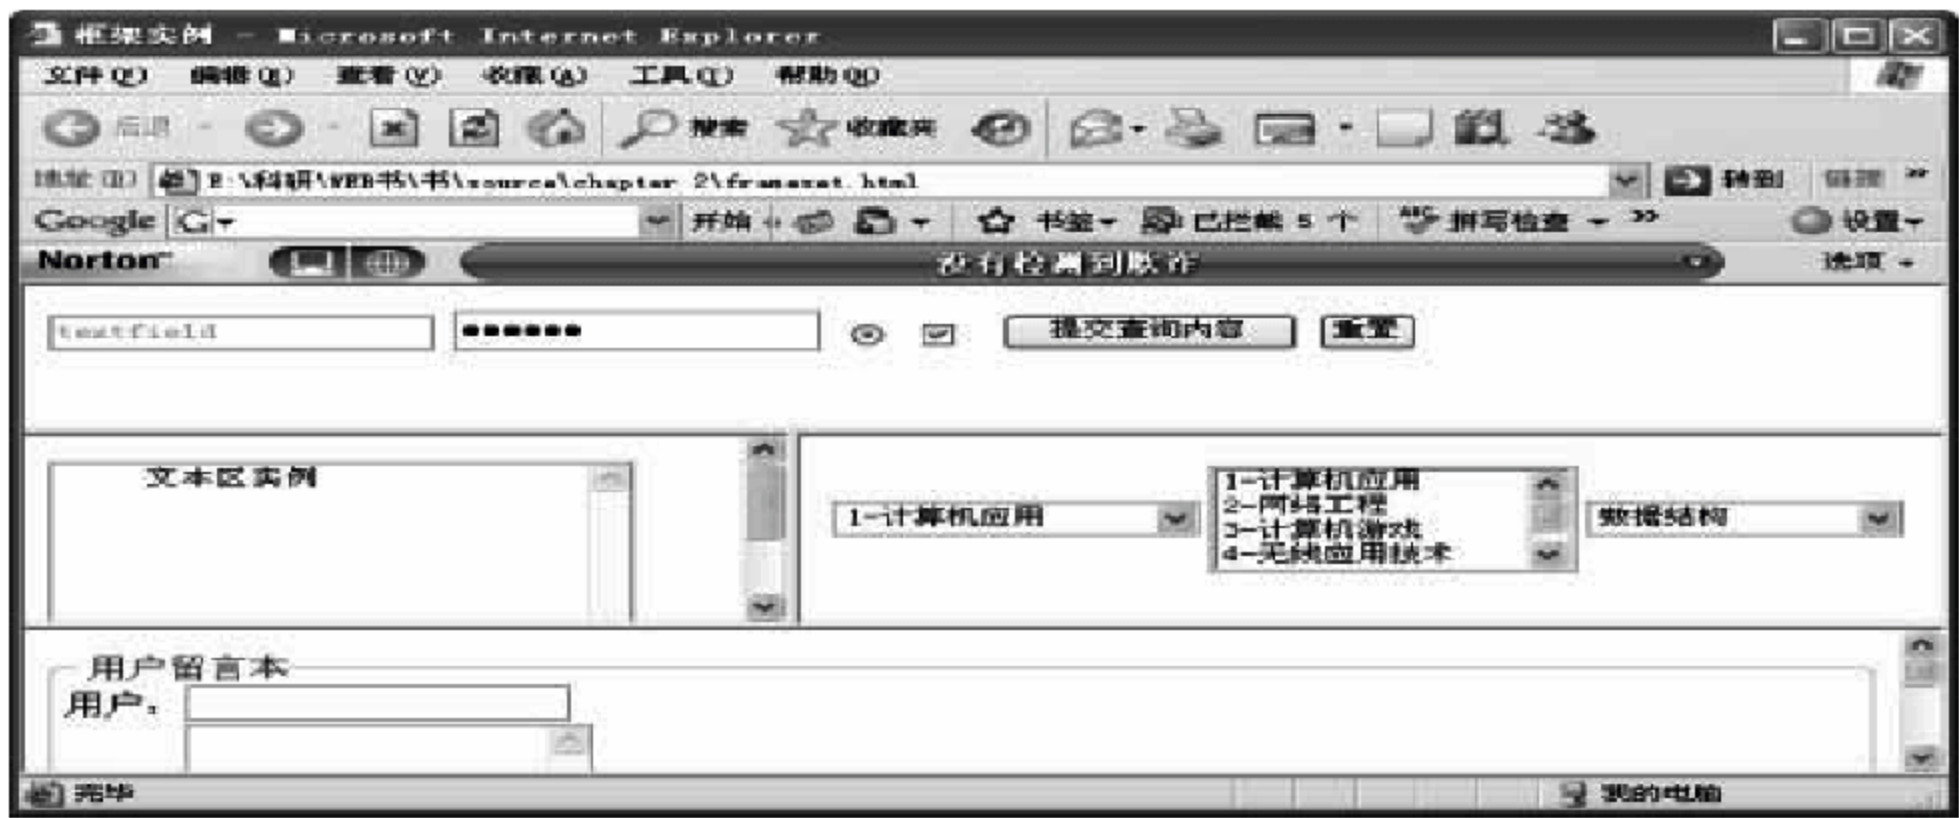 框架实例 - Microsoft Internet Explorer
文件(F) 编辑(E) 查看(V) 收藏(A) 工具(T) 帮助(H)
后退 搜索 收藏夹
地址(D) E:\科研\WEB书\书\source\chapter 2\frameset.html 转到 链接 »
Google G 开始 书签 已拦截 5 个 ABC 拼写检查 » 设置
Norton 没有检测到欺诈 选项
textfield •••••• 提交查询内容 重置
文本区实例
1-计算机应用
1-计算机应用
2-网络工程
3-计算机游戏
4-无线应用技术
数据结构
用户留言本
用户:
完毕 我的电脑